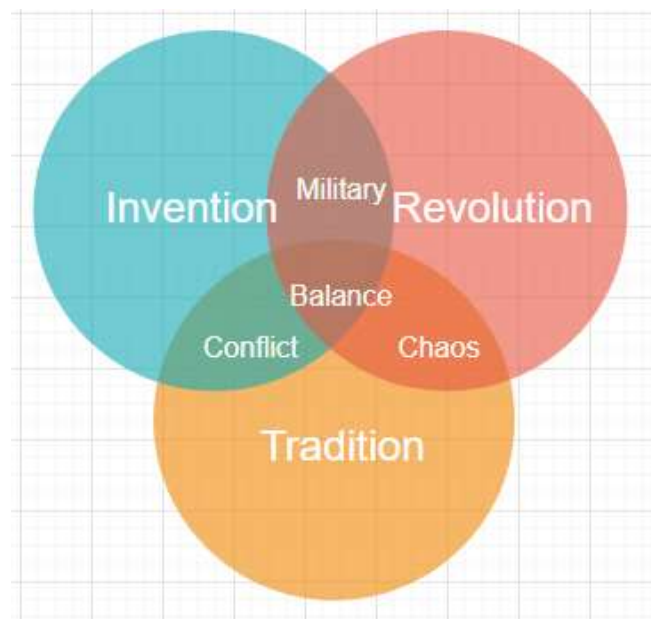 Military
Invention
Revolution
Balance
Conflict
Chaos
Tradition